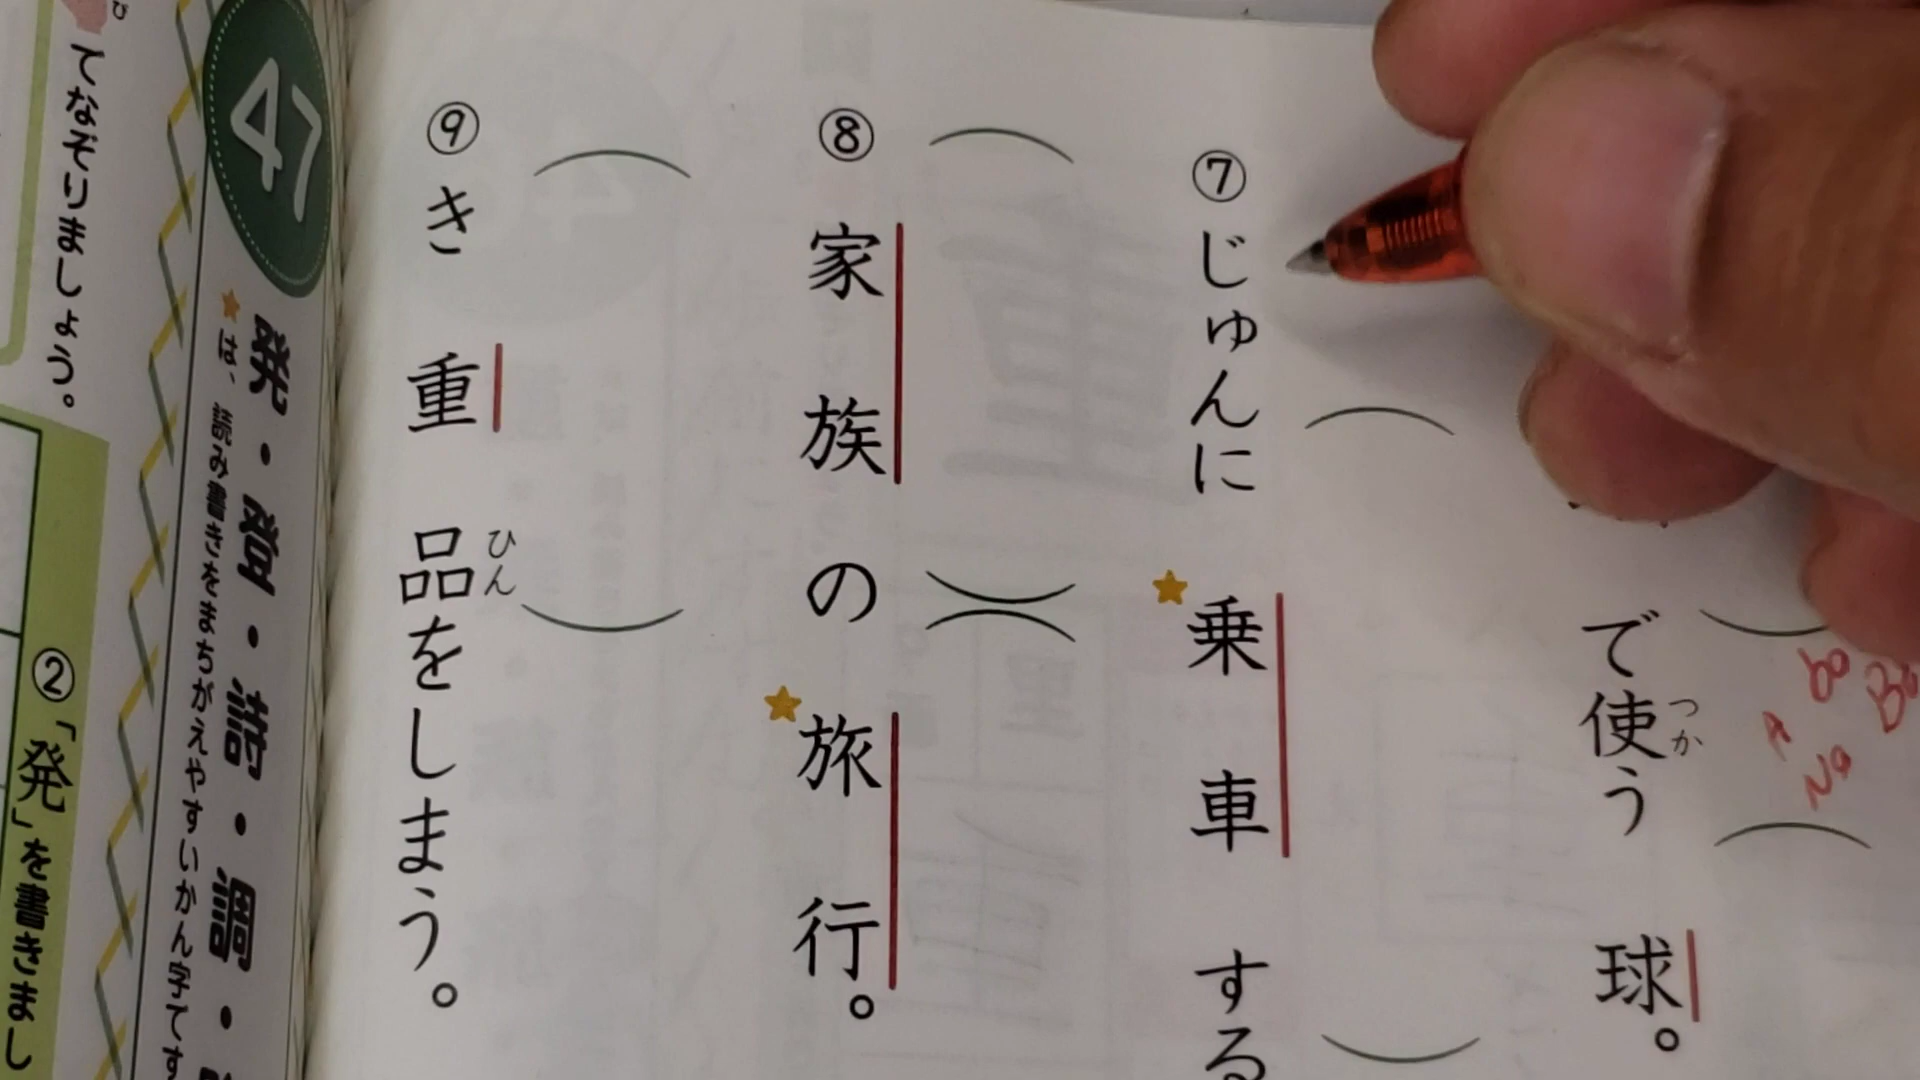 で使う球。
つか
⑦じゅんに乗車する
⑧家族の旅行。
⑨き重品をしまう。
ひん
47
発・登・詩・調・
★は、読み書きをまちがえやすいかん字です
てなぞりましょう。
②「発」を書きまし